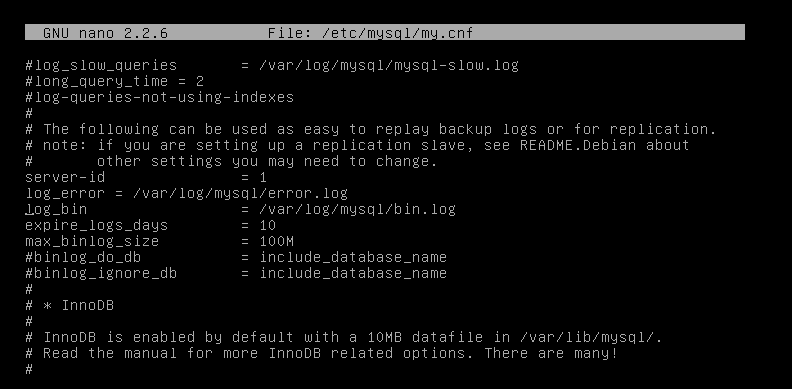 GNU nano 2.2.6 File: /etc/mysql/my.cnf
#log_slow_queries = /var/log/mysql/mysql-slow.log
#long_query_time = 2
#log-queries-not-using-indexes
#
# The following can be used as easy to replay backup logs or for replication.
# note: if you are setting up a replication slave, see README.Debian about
# other settings you may need to change.
server-id = 1
log_error = /var/log/mysql/error.log
log_bin = /var/log/mysql/bin.log
expire_logs_days = 10
max_binlog_size = 100M
#binlog_do_db = include_database_name
#binlog_ignore_db = include_database_name
#
# * InnoDB
#
# InnoDB is enabled by default with a 10MB datafile in /var/lib/mysql/.
# Read the manual for more InnoDB related options. There are many!
#